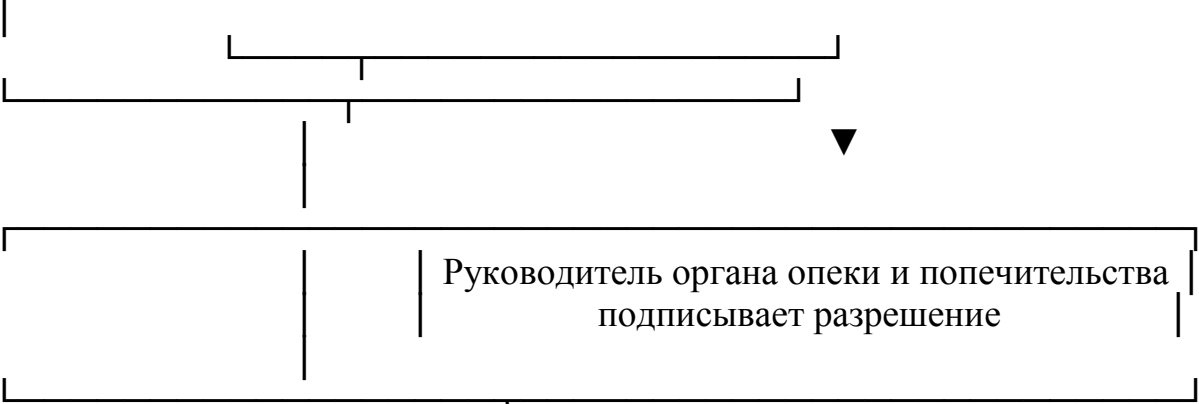 Руководитель органа опеки и попечительства
подписывает разрешение